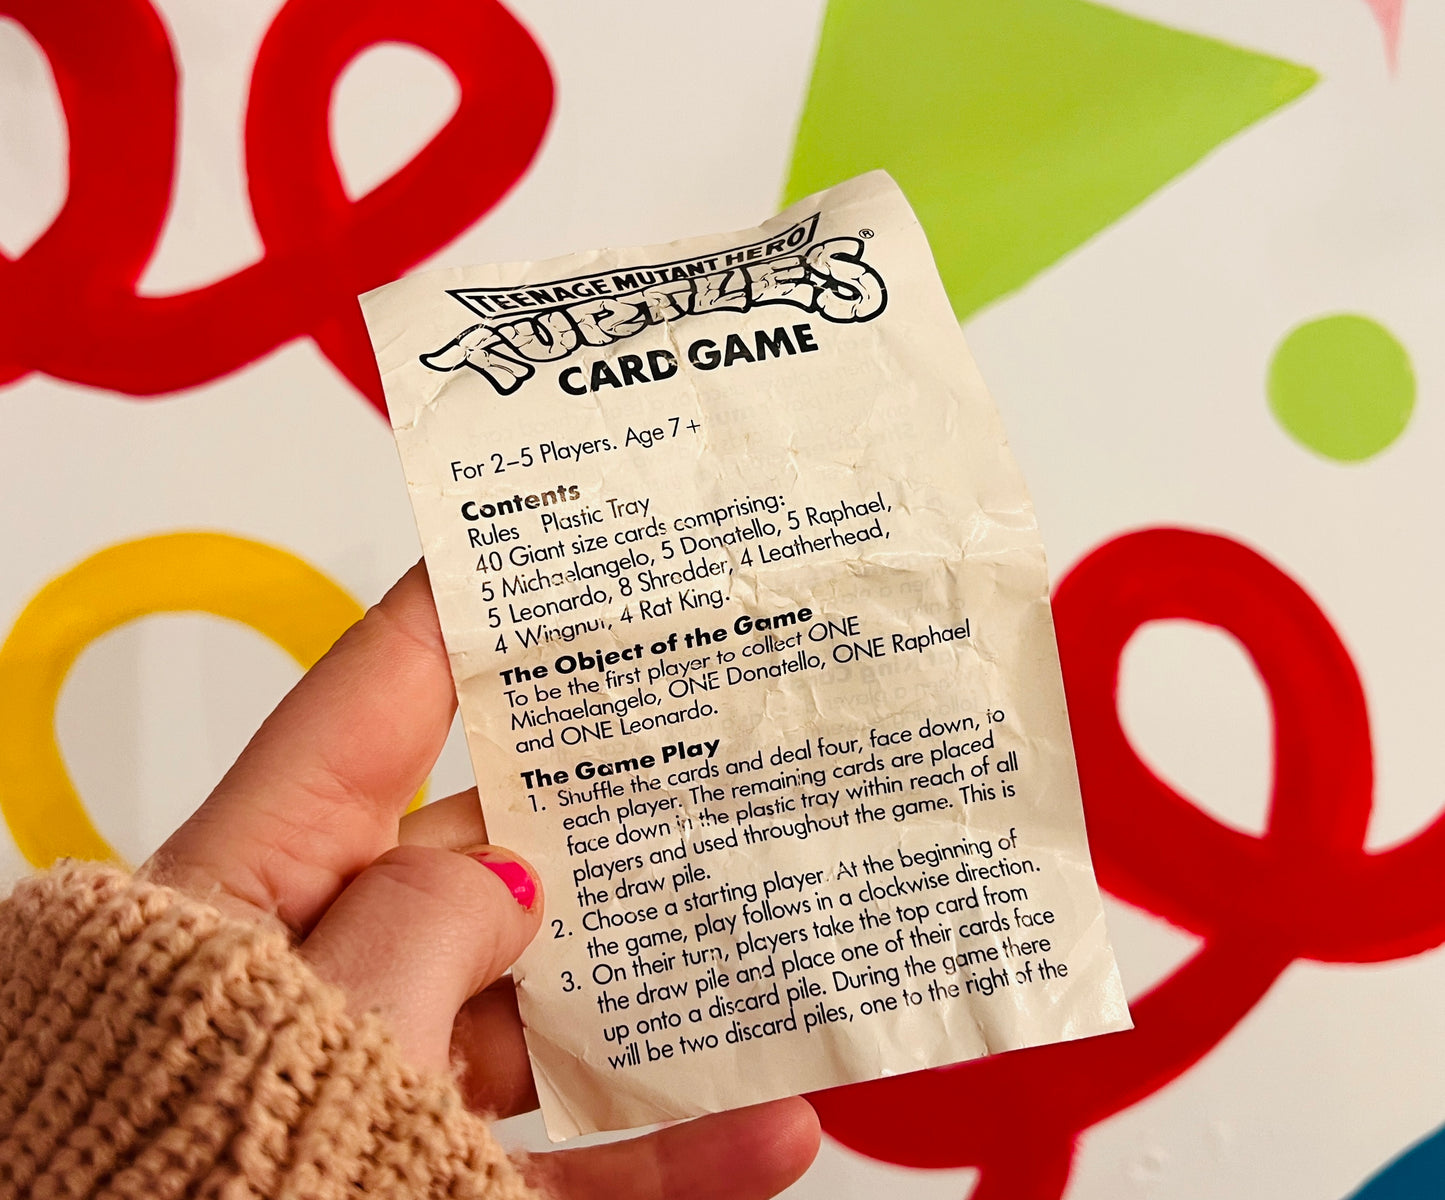 TEENAGE MUTANT HERO
TURTLES®
CARD GAME
For 2–5 Players. Age 7+
Contents
Rules Plastic Tray
40 Giant size cards comprising:
5 Michaelangelo, 5 Donatello, 5 Raphael,
5 Leonardo, 8 Shredder, 4 Leatherhead,
4 Wingnut, 4 Rat King.
The Object of the Game
To be the first player to collect ONE
Michaelangelo, ONE Donatello, ONE Raphael
and ONE Leonardo.
The Game Play
1. Shuffle the cards and deal four, face down, to
each player. The remaining cards are placed
face down in the plastic tray within reach of all
players and used throughout the game. This is
the draw pile.
2. Choose a starting player. At the beginning of
the game, play follows in a clockwise direction.
3. On their turn, players take the top card from
the draw pile and place one of their cards face
up onto a discard pile. During the game there
will be two discard piles, one to the right of the